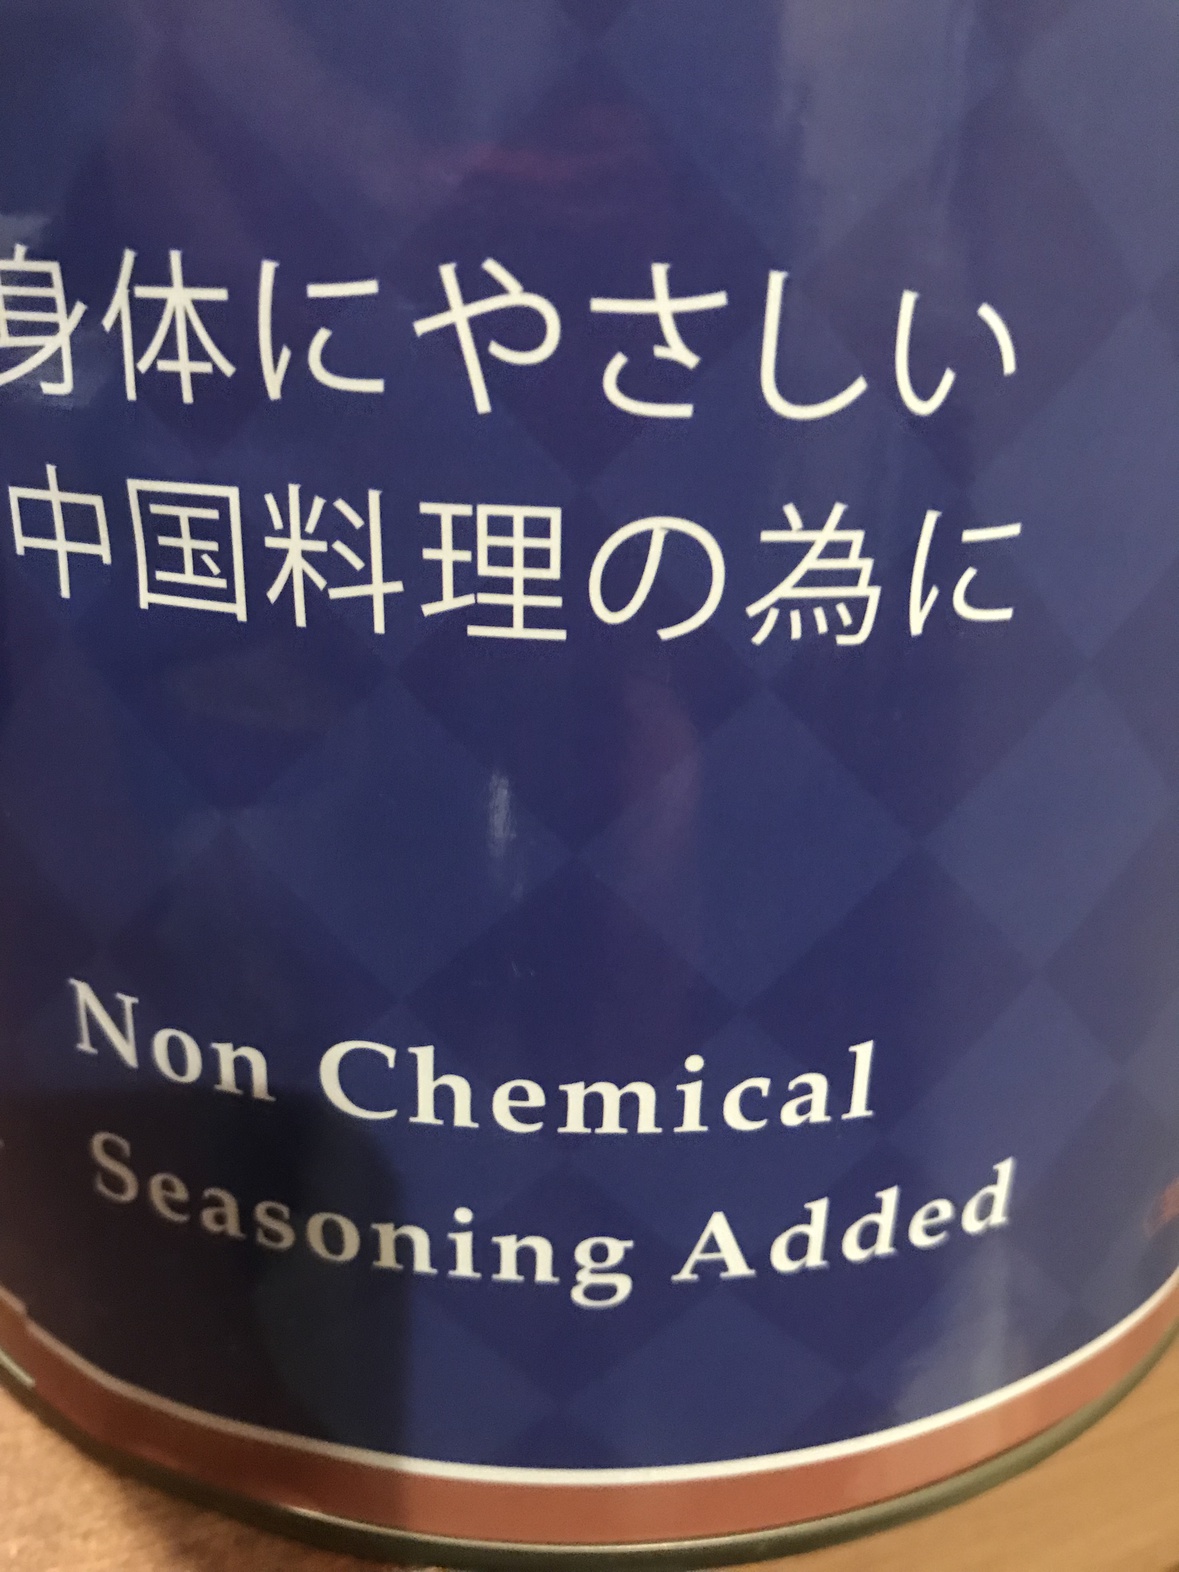 身体にやさしい
中国料理の為に
Non Chemical
Seasoning Added